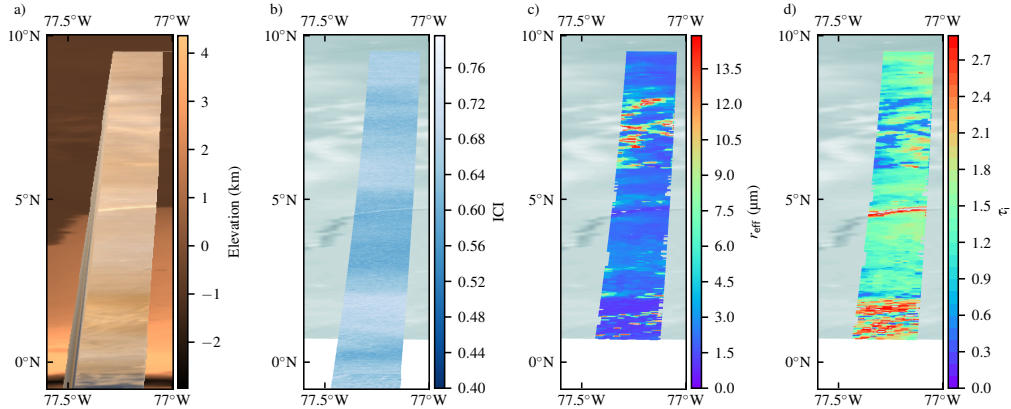 a) 77.5°W 77°W
10°N
5°N
0°N
77.5°W 77°W
4
3
2
1
0
−1
−2
Elevation (km)
b) 77.5°W 77°W
10°N
5°N
0°N
77.5°W 77°W
0.76
0.72
0.68
0.64
0.60
0.56
0.52
0.48
0.44
0.40
ICI
c) 77.5°W 77°W
10°N
5°N
0°N
77.5°W 77°W
13.5
12.0
10.5
9.0
7.5
6.0
4.5
3.0
1.5
0.0
r_eff (μm)
d) 77.5°W 77°W
10°N
5°N
0°N
77.5°W 77°W
2.7
2.4
2.1
1.8
1.5
1.2
0.9
0.6
0.3
0.0
τᵢ